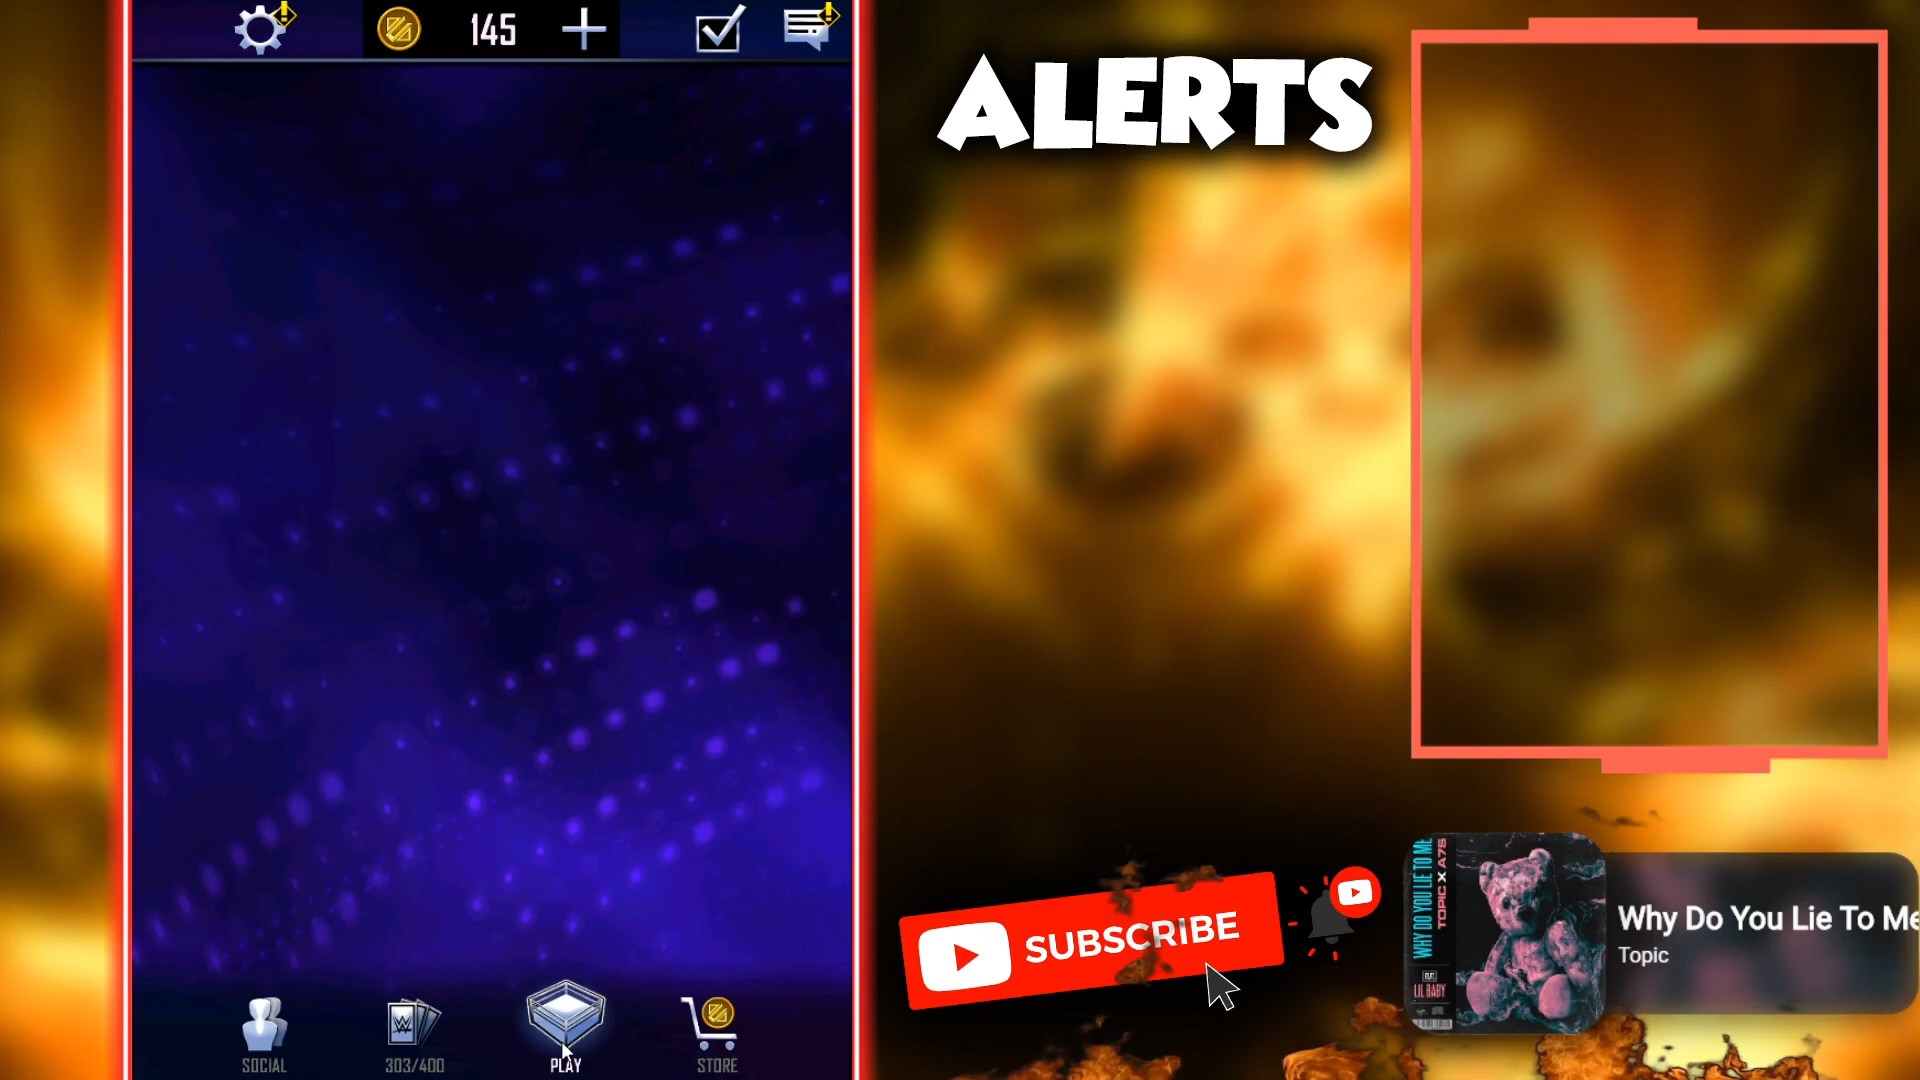 145
ALERTS
SUBSCRIBE
WHY DO YOU LIE TO ME
TOPIC X A7S
LIL BABY
Why Do You Lie To Me
Topic
SOCIAL
303/400
PLAY
STORE